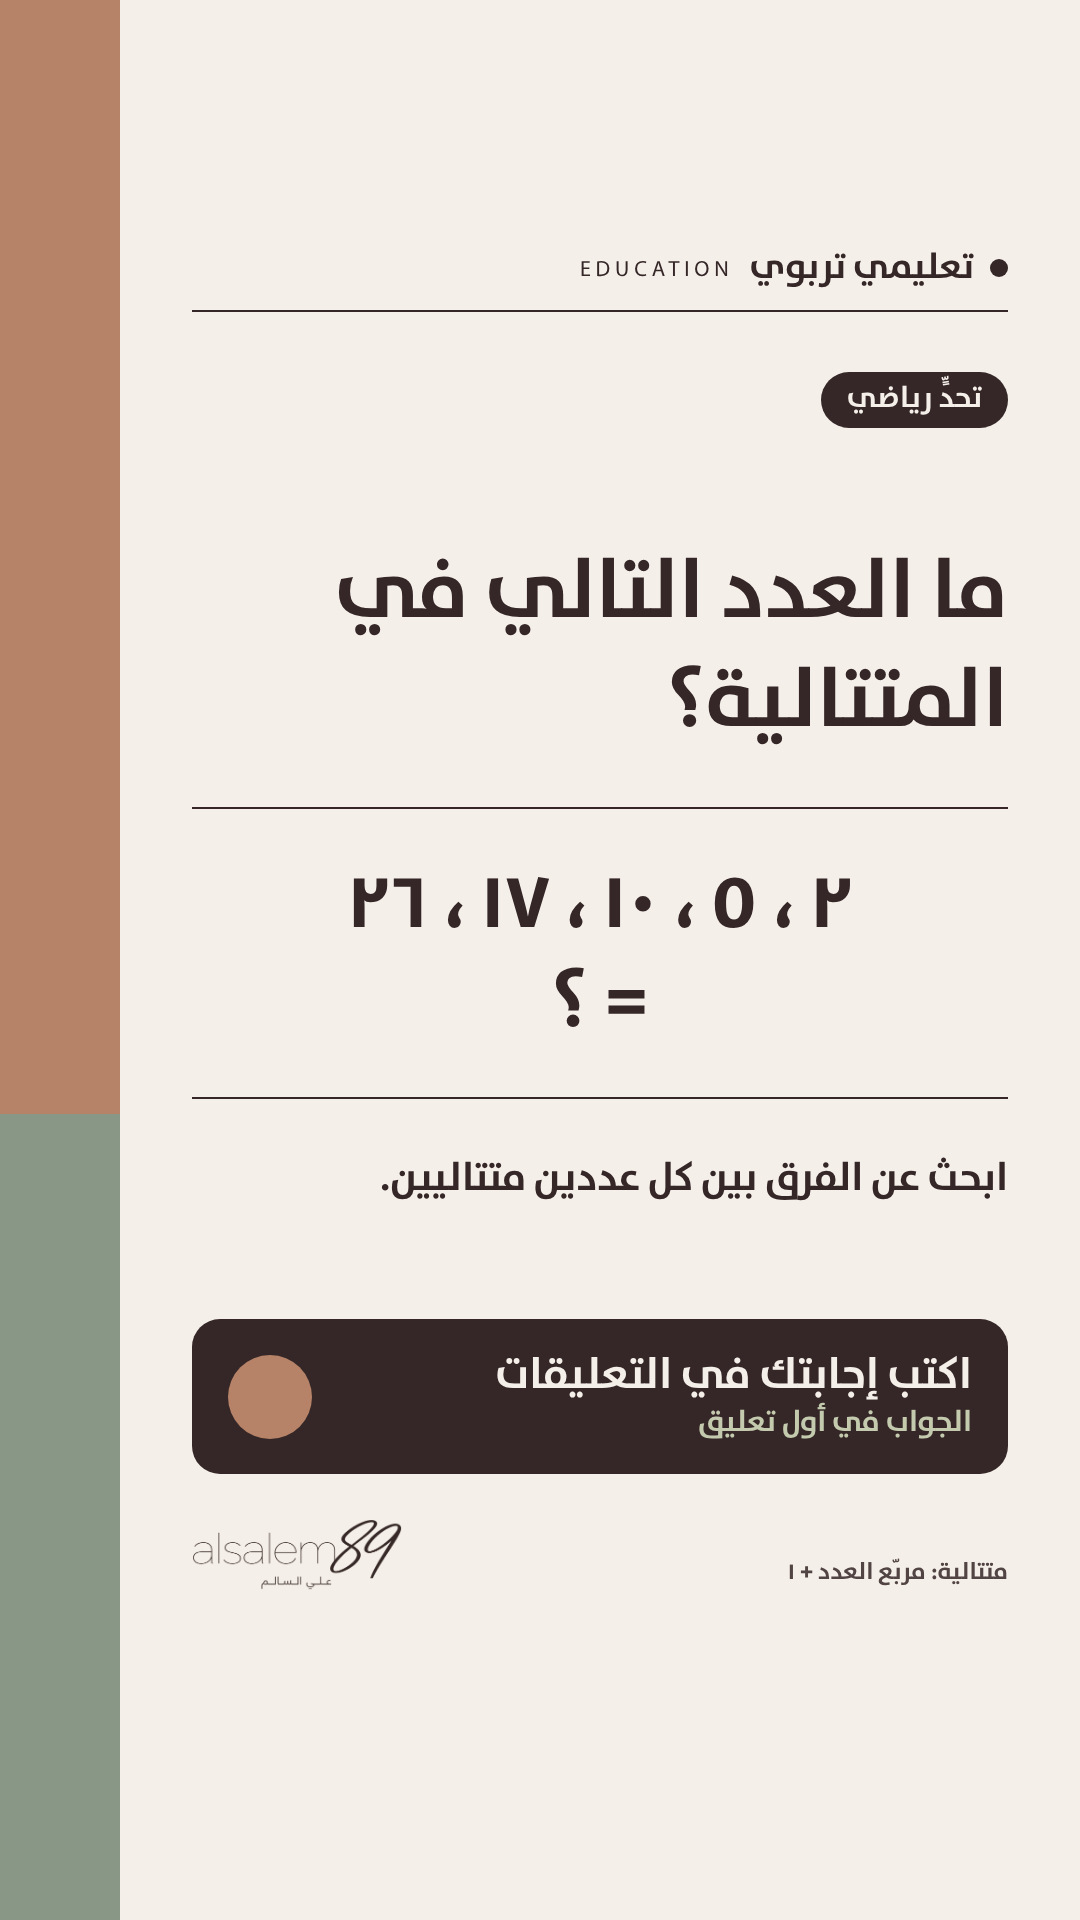 تعليمي تربوي EDUCATION
تحدٍّ رياضي
ما العدد التالي في
المتتالية؟
٢ ، ٥ ، ١٠ ، ١٧ ، ٢٦
= ؟
ابحث عن الفرق بين كل عددين متتاليين.
اكتب إجابتك في التعليقات
الجواب في أول تعليق
متتالية: مربّع العدد + ١
alsalem89
علي السالم